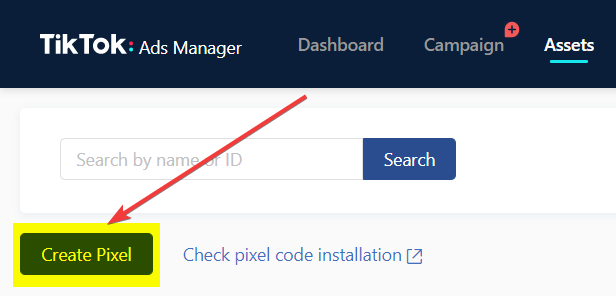 TikTok: Ads Manager Dashboard Campaign Assets
Search by name or ID Search
Create Pixel Check pixel code installation